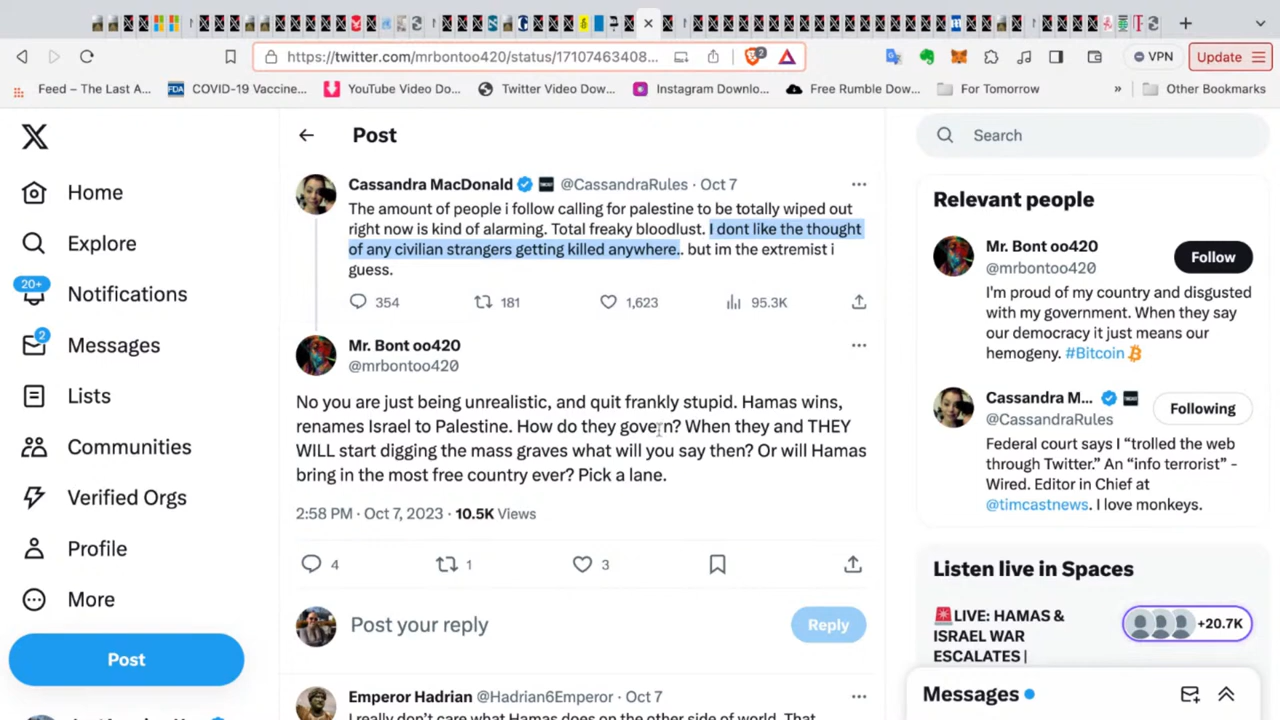 https://twitter.com/mrbontoo420/status/17107463408...
2
VPN
Update
Feed – The Last A...
FDA
COVID-19 Vaccine...
YouTube Video Do...
Twitter Video Dow...
Instagram Downlo...
Free Rumble Dow...
For Tomorrow
»
Other Bookmarks
Home
Explore
20+
Notifications
2
Messages
Lists
Communities
Verified Orgs
Profile
More
Post
Post
Cassandra MacDonald @CassandraRules · Oct 7
The amount of people i follow calling for palestine to be totally wiped out
right now is kind of alarming. Total freaky bloodlust. I dont like the thought
of any civilian strangers getting killed anywhere.. but im the extremist i
guess.
354 181 1,623 95.3K
Mr. Bont oo420
@mrbontoo420
No you are just being unrealistic, and quit frankly stupid. Hamas wins,
renames Israel to Palestine. How do they govern? When they and THEY
WILL start digging the mass graves what will you say then? Or will Hamas
bring in the most free country ever? Pick a lane.
2:58 PM · Oct 7, 2023 · 10.5K Views
4 1 3
Post your reply
Reply
Emperor Hadrian @Hadrian6Emperor · Oct 7
I really don't care what Hamas does on the other side of world. That
Search
Relevant people
Mr. Bont oo420
@mrbontoo420
Follow
I'm proud of my country and disgusted
with my government. When they say
our democracy it just means our
hemogeny. #Bitcoin
Cassandra M...
@CassandraRules
Following
Federal court says I “trolled the web
through Twitter.” An “info terrorist” -
Wired. Editor in Chief at
@timcastnews. I love monkeys.
Listen live in Spaces
LIVE: HAMAS &
ISRAEL WAR
ESCALATES |
+20.7K
Messages